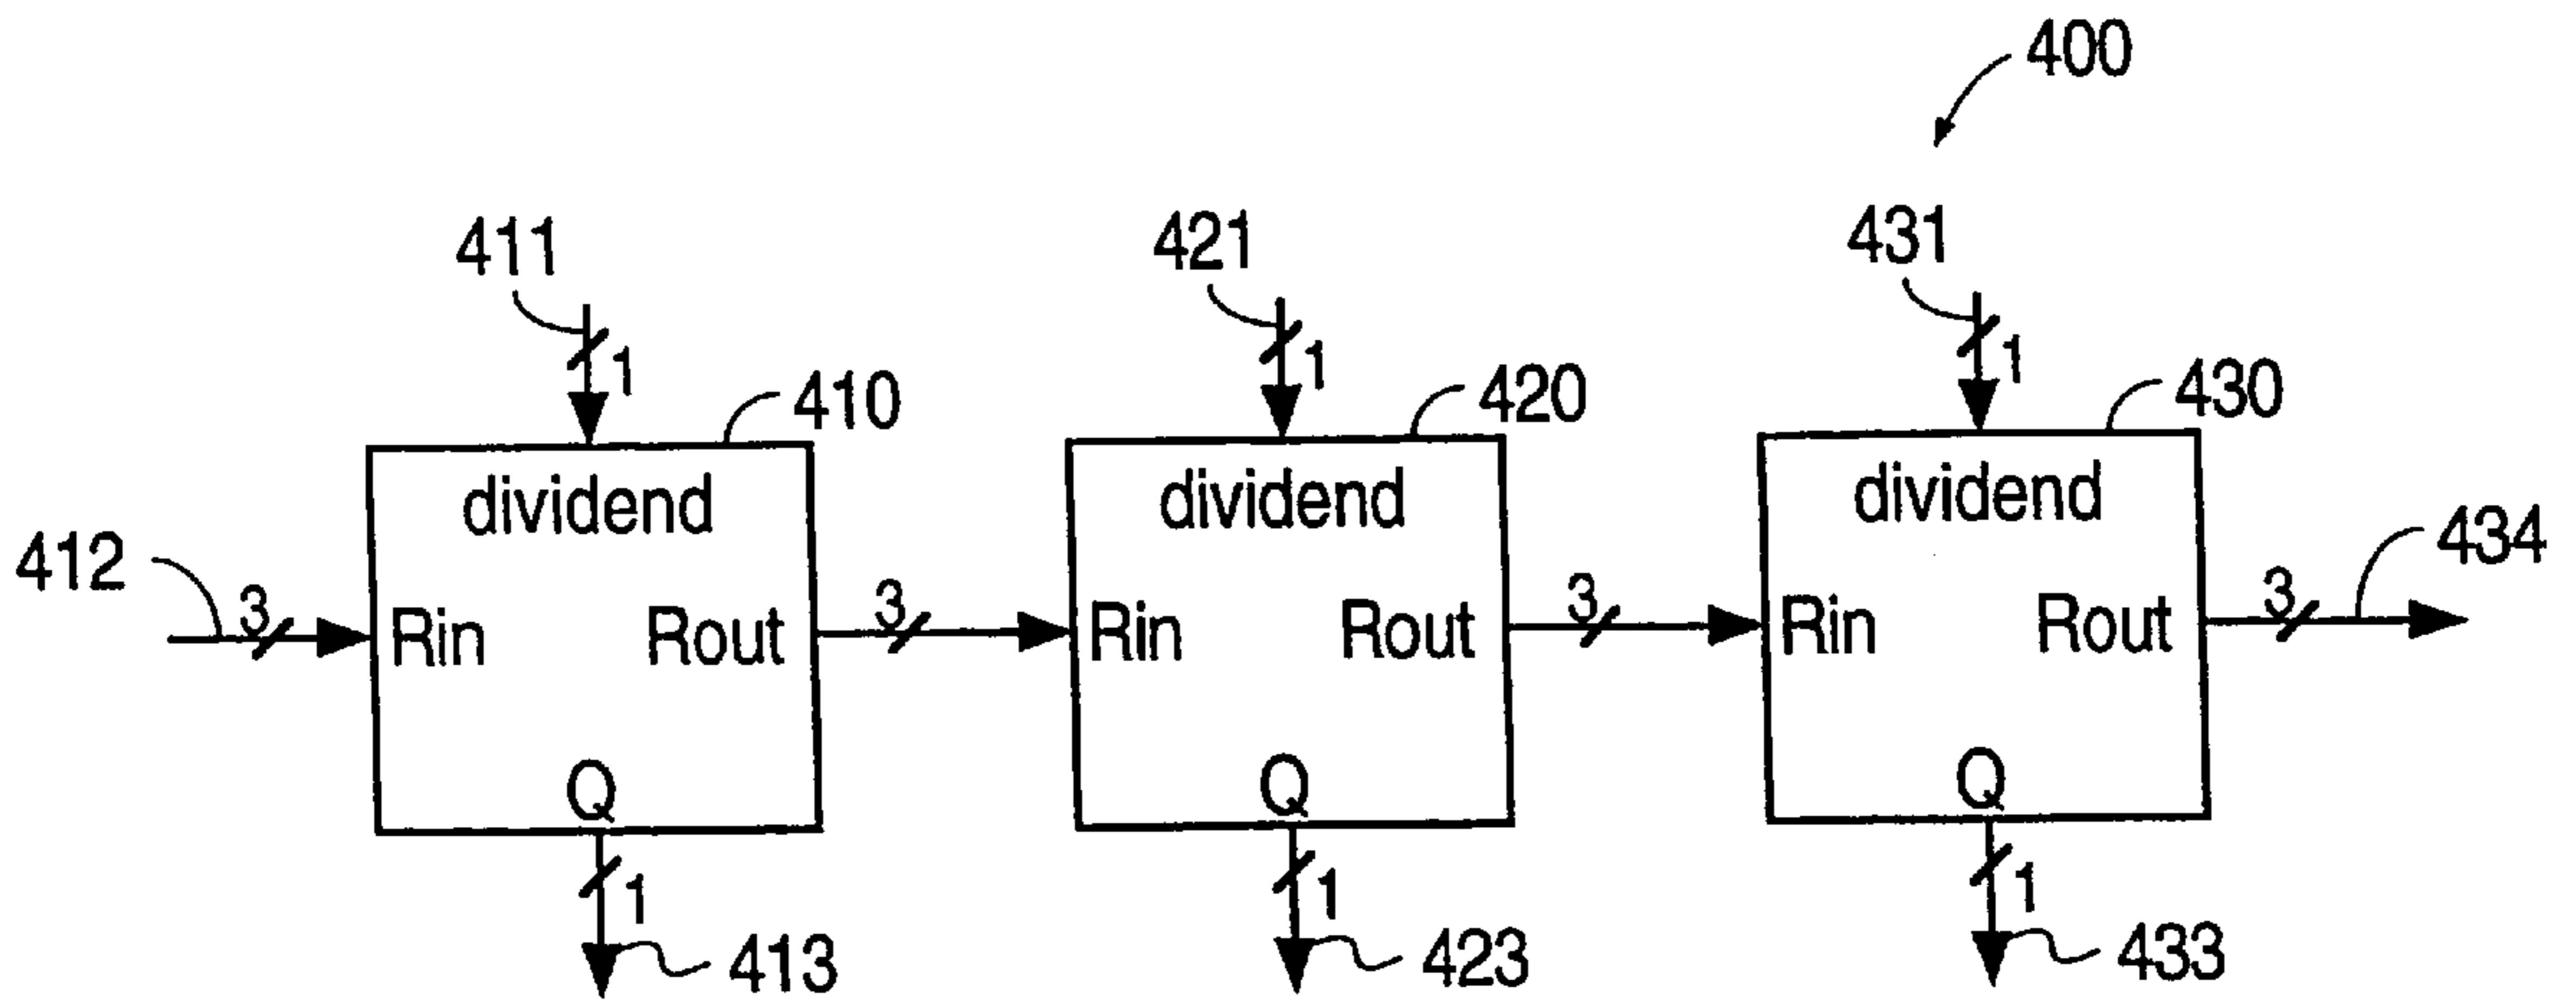 400
411 421 431
1 1 1
410 420 430
dividend dividend dividend
412 434
3 3 3 3
Rin Rout Rin Rout Rin Rout
Q Q Q
1 1 1
413 423 433